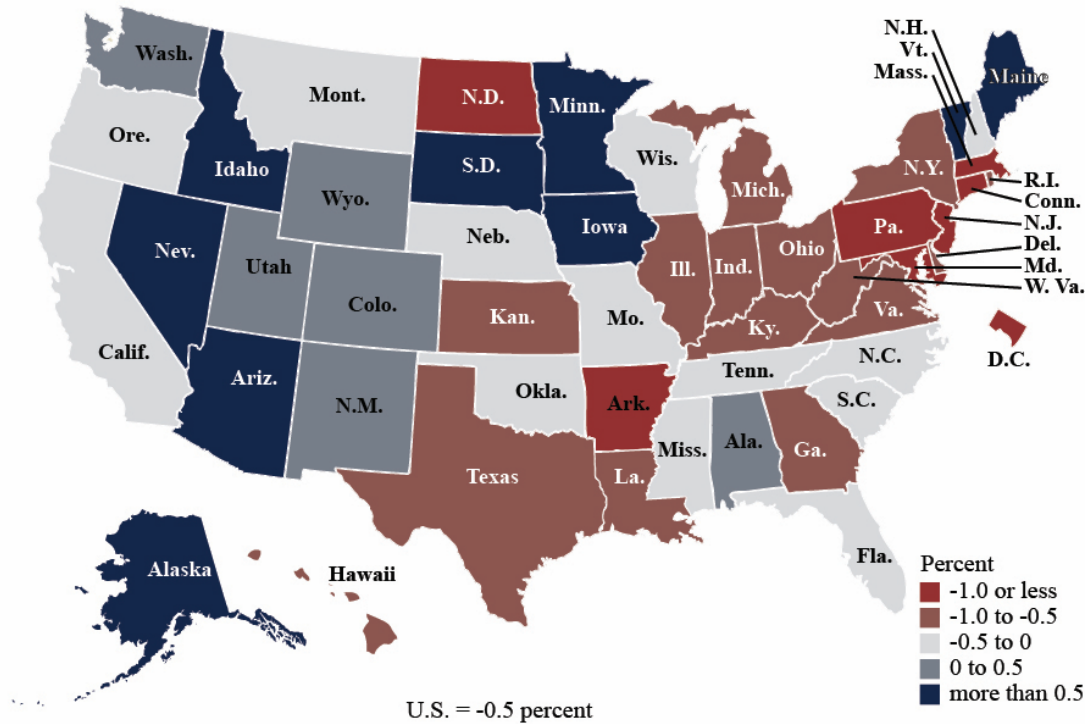 N.H.
Vt.
Mass.
Maine
Wash.
Mont.
N.D.
Minn.
Ore.
Idaho
S.D.
Wis.
Mich.
N.Y.
R.I.
Conn.
N.J.
Del.
Md.
W. Va.
Wyo.
Nev.
Utah
Colo.
Neb.
Iowa
Ill.
Ind.
Ohio
Pa.
Calif.
Kan.
Mo.
Ky.
Va.
D.C.
Ariz.
N.M.
Okla.
Ark.
Tenn.
N.C.
S.C.
Texas
La.
Miss.
Ala.
Ga.
Fla.
Alaska
Hawaii
Percent
-1.0 or less
-1.0 to -0.5
-0.5 to 0
0 to 0.5
more than 0.5
U.S. = -0.5 percent